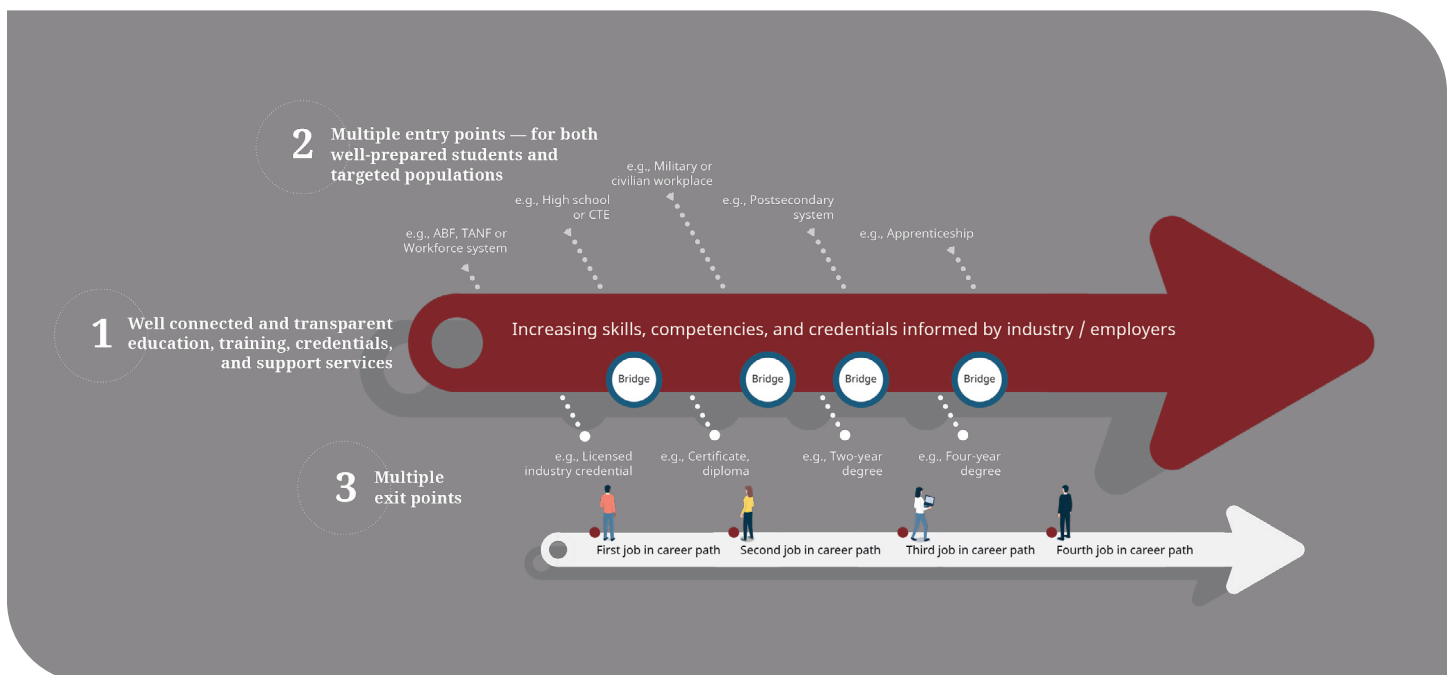 2
Multiple entry points — for both
well-prepared students and
targeted populations
e.g., ABF, TANF or
Workforce system
e.g., High school
or CTE
e.g., Military or
civilian workplace
e.g., Postsecondary
system
e.g., Apprenticeship
1
Well connected and transparent
education, training, credentials,
and support services
Increasing skills, competencies, and credentials informed by industry / employers
Bridge
Bridge
Bridge
Bridge
3
Multiple
exit points
e.g., Licensed
industry credential
e.g., Certificate,
diploma
e.g., Two-year
degree
e.g., Four-year
degree
First job in career path
Second job in career path
Third job in career path
Fourth job in career path